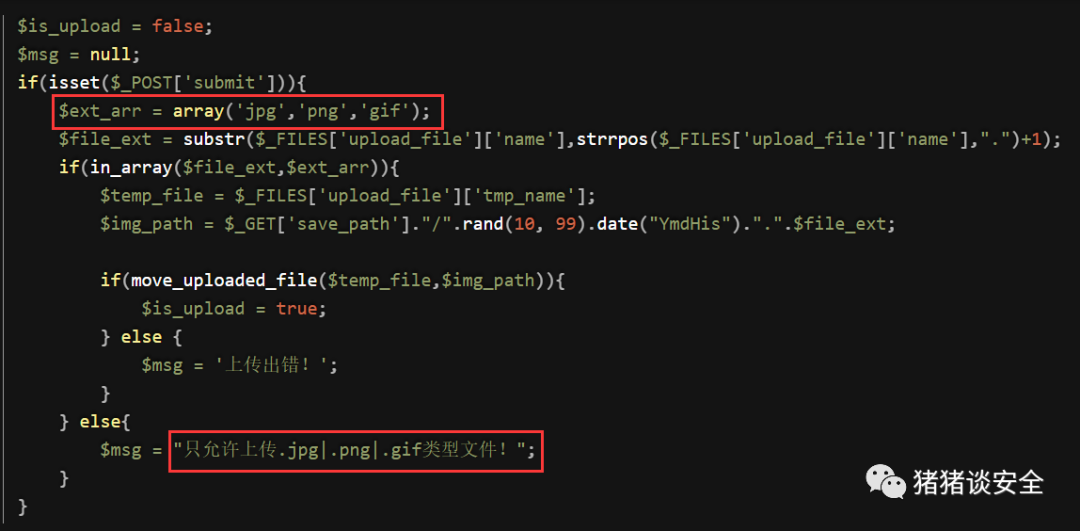 $is_upload = false;
$msg = null;
if(isset($_POST['submit'])){
    $ext_arr = array('jpg','png','gif');
    $file_ext = substr($_FILES['upload_file']['name'],strrpos($_FILES['upload_file']['name'],".")+1);
    if(in_array($file_ext,$ext_arr)){
        $temp_file = $_FILES['upload_file']['tmp_name'];
        $img_path = $_GET['save_path']."/".rand(10, 99).date("YmdHis").".".$file_ext;
        if(move_uploaded_file($temp_file,$img_path)){
            $is_upload = true;
        } else {
            $msg = '上传出错！';
        }
    } else{
        $msg = "只允许上传.jpg|.png|.gif类型文件！";
    }
}
猪猪谈安全